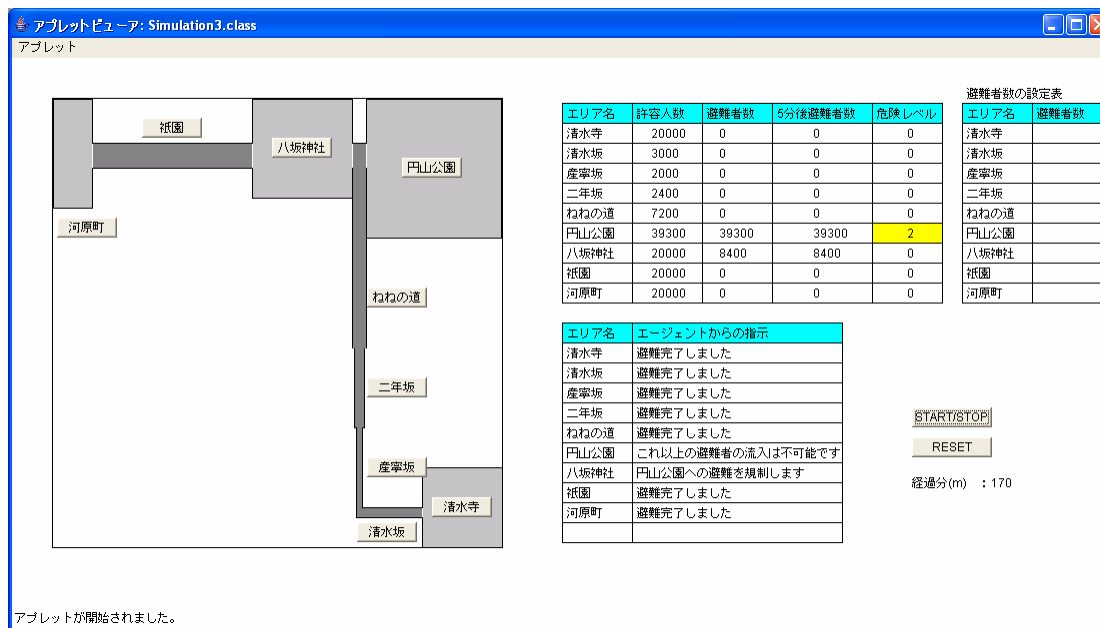 アプレットビューア: Simulation3.class
アプレット
祇園
八坂神社
円山公園
河原町
ねねの道
二年坂
産寧坂
清水寺
清水坂
エリア名 許容人数 避難者数 5分後避難者数 危険レベル
清水寺 20000 0 0 0
清水坂 3000 0 0 0
産寧坂 2000 0 0 0
二年坂 2400 0 0 0
ねねの道 7200 0 0 0
円山公園 39300 39300 39300 2
八坂神社 20000 8400 8400 0
祇園 20000 0 0 0
河原町 20000 0 0 0
避難者数の設定表
エリア名 避難者数
清水寺
清水坂
産寧坂
二年坂
ねねの道
円山公園
八坂神社
祇園
河原町
エリア名 エージェントからの指示
清水寺 避難完了しました
清水坂 避難完了しました
産寧坂 避難完了しました
二年坂 避難完了しました
ねねの道 避難完了しました
円山公園 これ以上の避難者の流入は不可能です
八坂神社 円山公園への避難を規制します
祇園 避難完了しました
河原町 避難完了しました
START/STOP
RESET
経過分(m) :170
アプレットが開始されました。